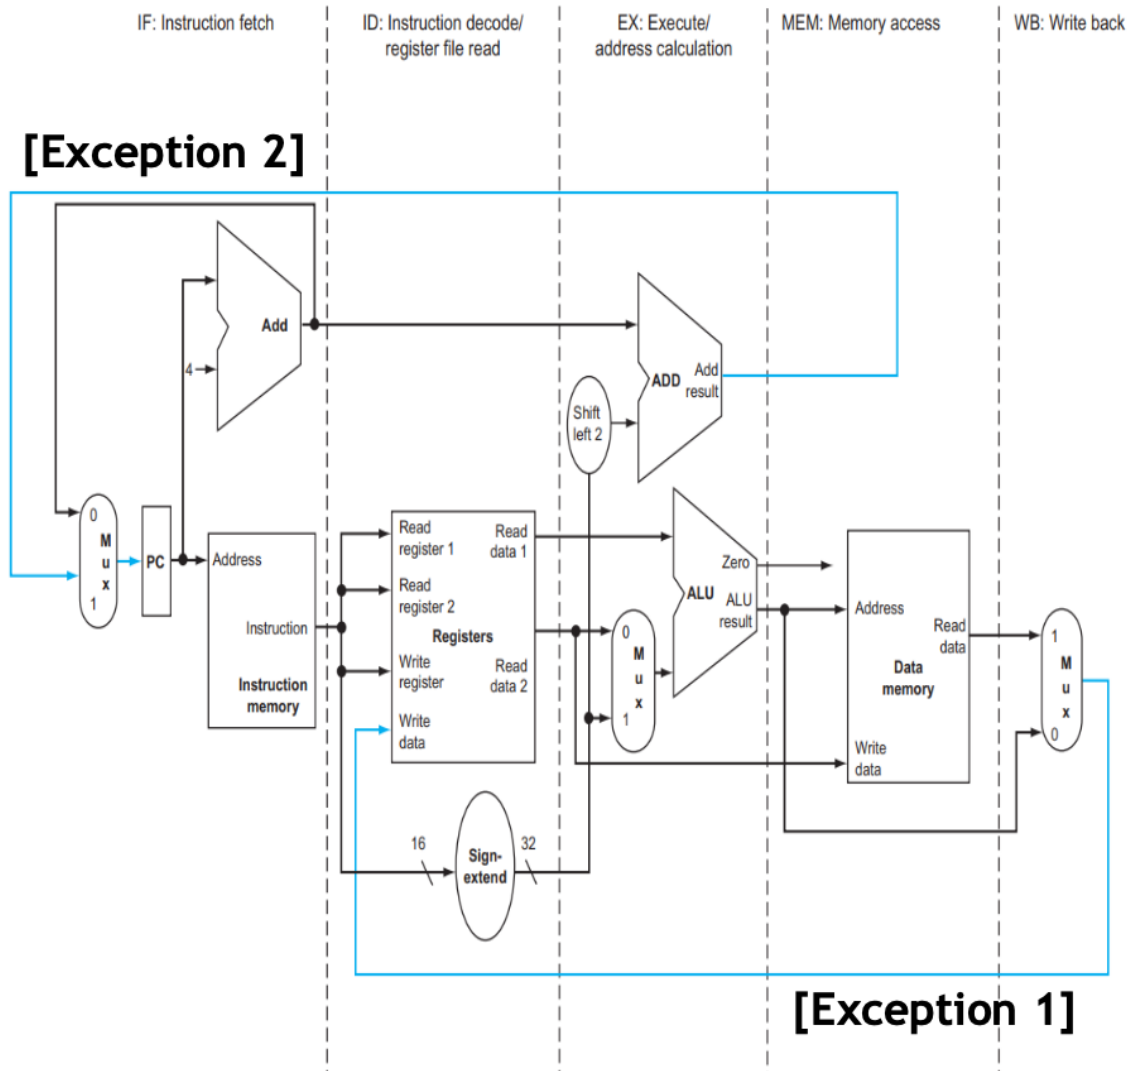 IF: Instruction fetch
ID: Instruction decode/
register file read
EX: Execute/
address calculation
MEM: Memory access
WB: Write back
[Exception 2]
Add
4
ADD
Add
result
Shift
left 2
0
M
u
x
1
PC
Address
Instruction
Instruction
memory
Read
register 1
Read
register 2
Write
register
Write
data
Registers
Read
data 1
Read
data 2
0
M
u
x
1
Zero
ALU
ALU
result
Address
Read
data
Data
memory
Write
data
1
M
u
x
0
16
Sign-
extend
32
[Exception 1]